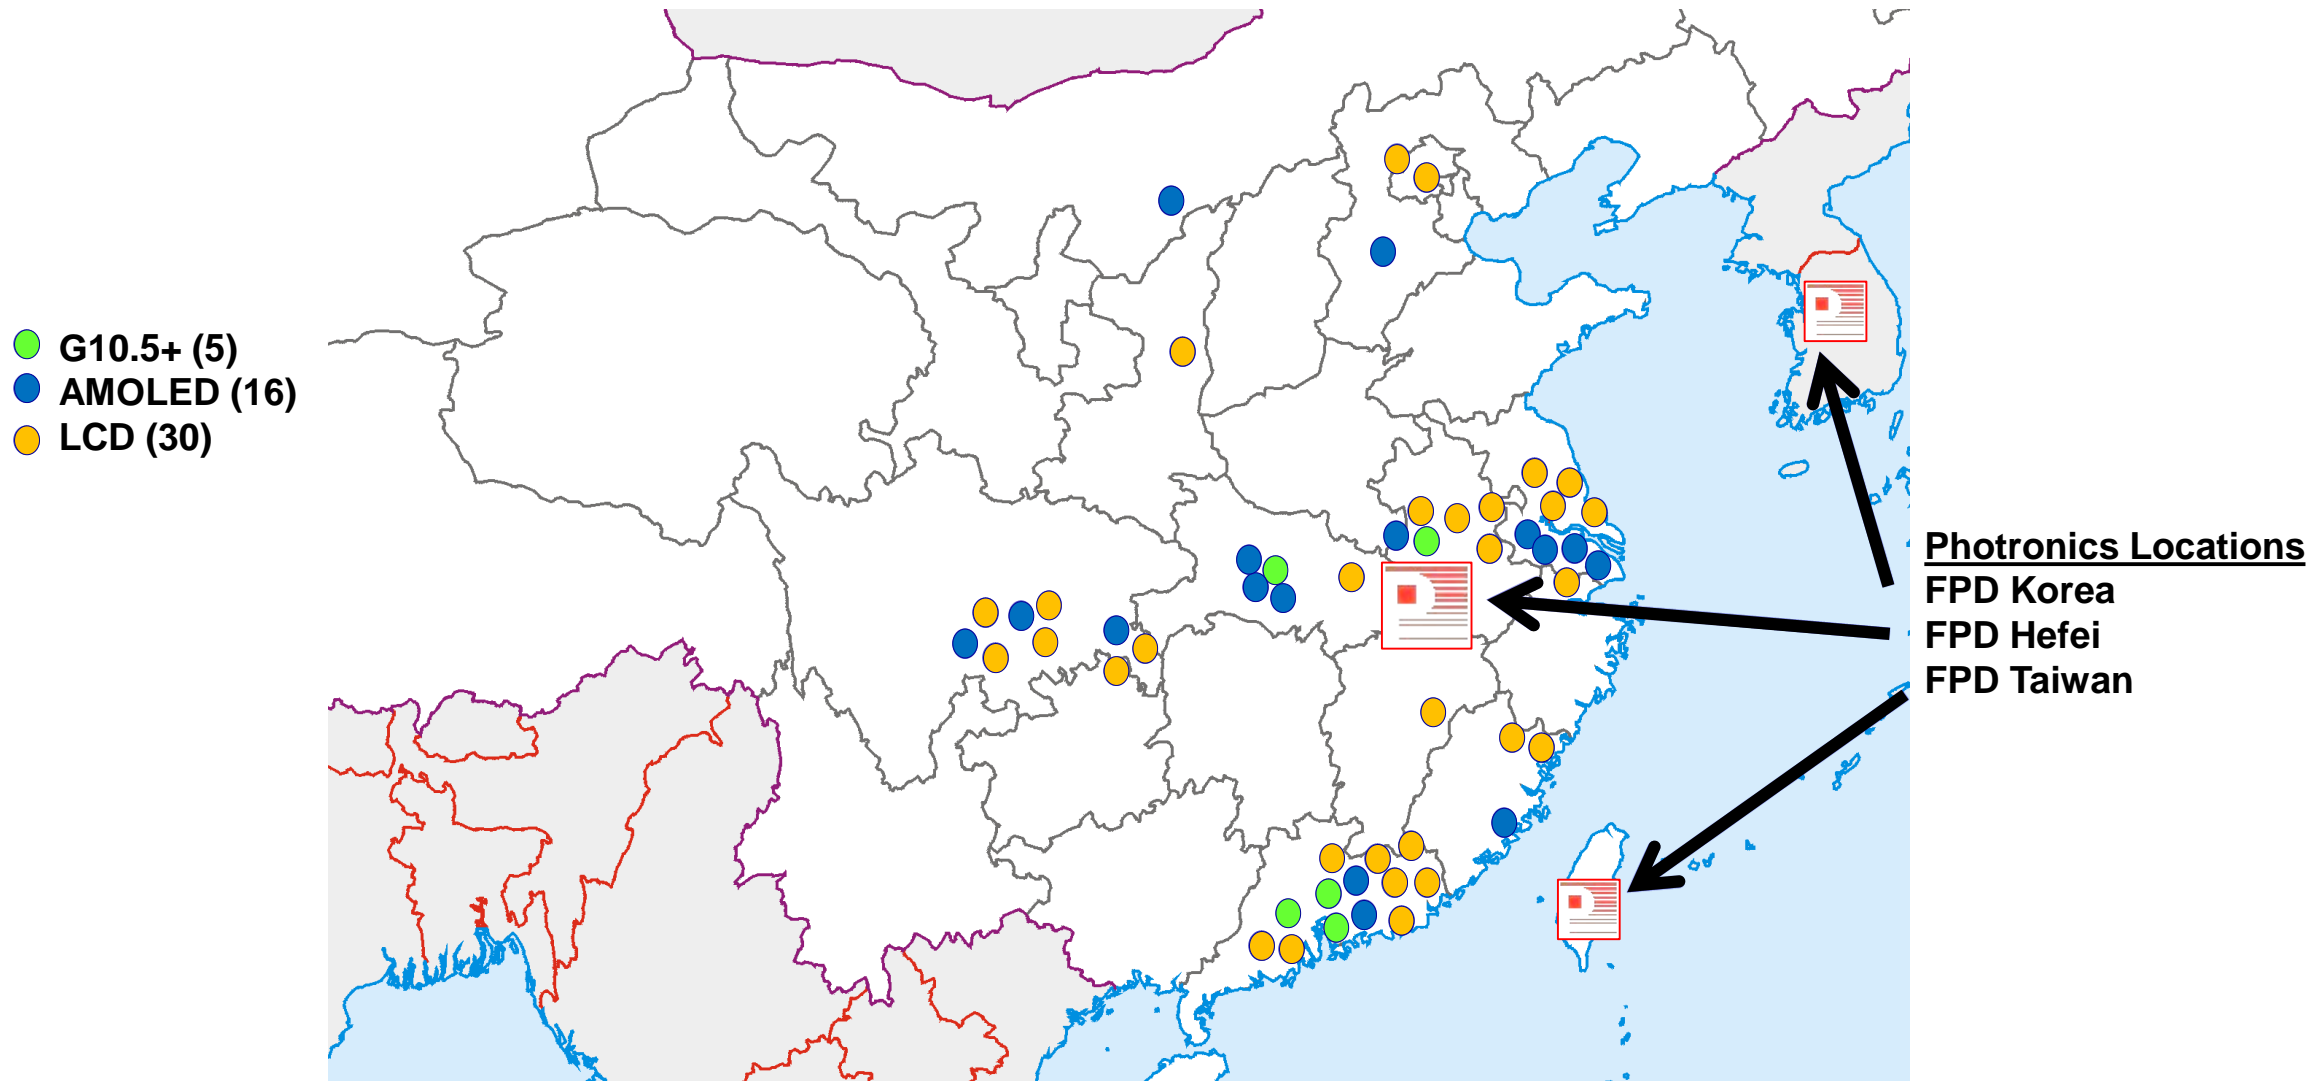 G10.5+ (5)
AMOLED (16)
LCD (30)
Photronics Locations
FPD Korea
FPD Hefei
FPD Taiwan